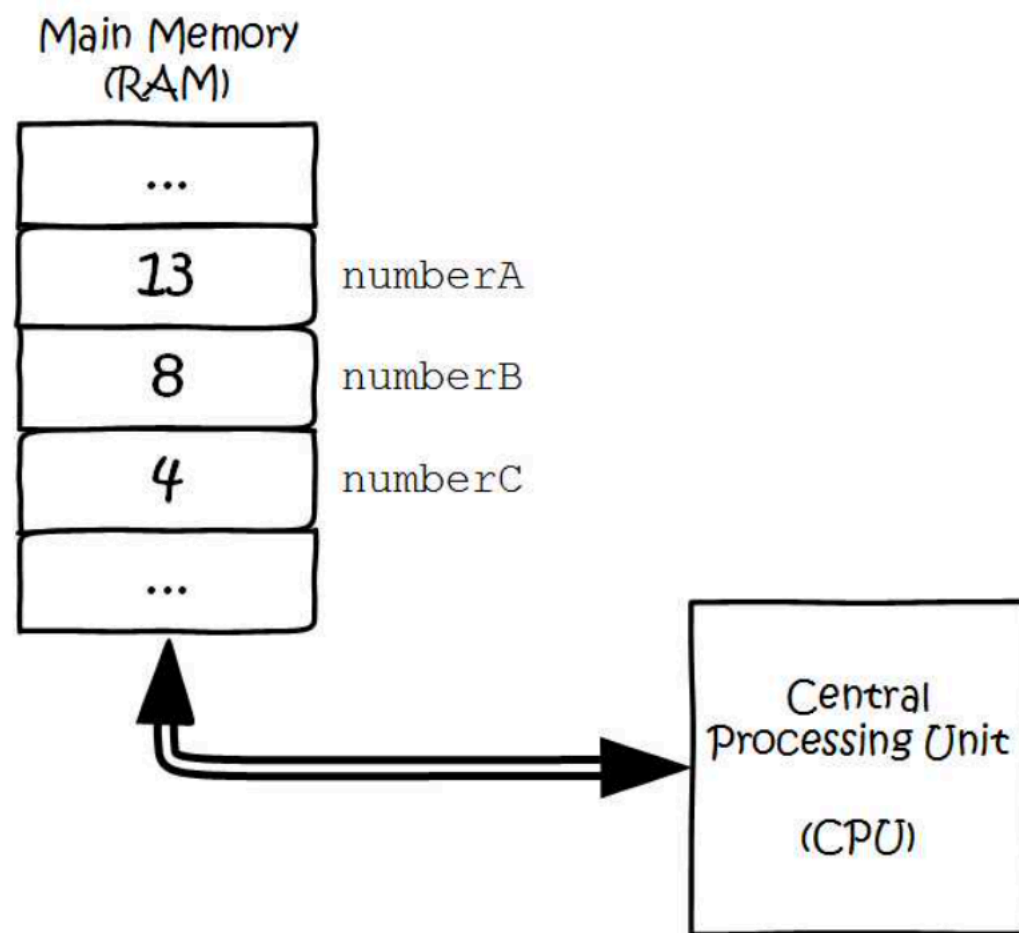 Main Memory
(RAM)
...
13 numberA
8 numberB
4 numberC
...
Central
Processing Unit
(CPU)